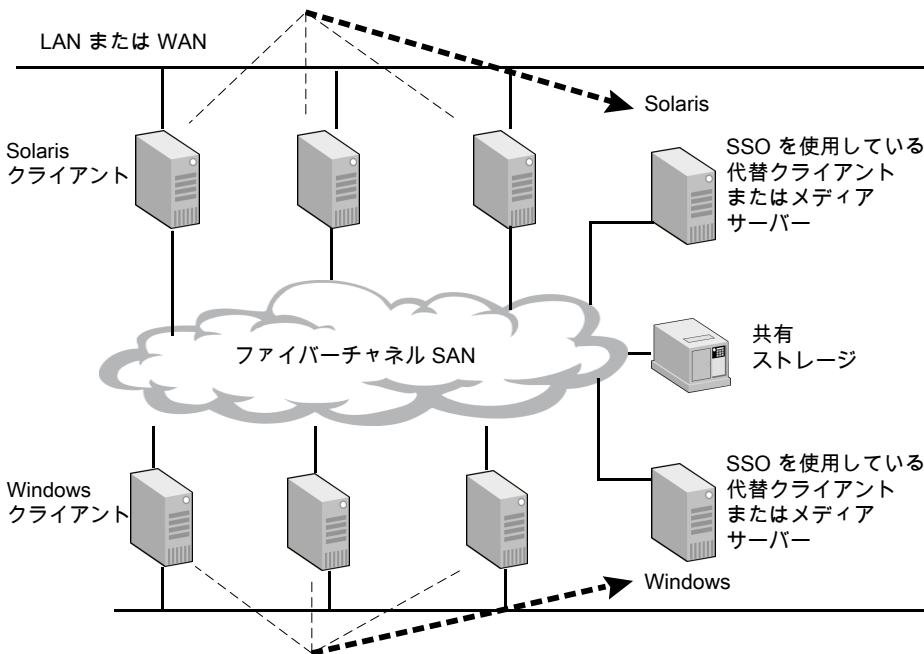 LAN または WAN
Solaris
Solaris
クライアント
SSO を使用している
代替クライアント
またはメディア
サーバー
ファイバーチャネル SAN
共有
ストレージ
Windows
クライアント
SSO を使用している
代替クライアント
またはメディア
サーバー
Windows